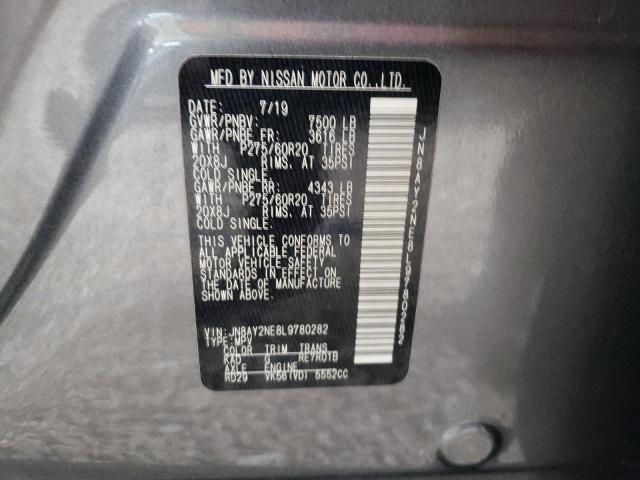 MFD BY NISSAN MOTOR CO.,LTD.
DATE: 7/19
GVWR/PNBV: 7500 LB
GAWR/PNBE FR: 3616 LB
WITH P275/60R20 TIRES
20X8J RIMS. AT 35PSI
COLD SINGLE.
GAWR/PNBE RR: 4343 LB
WITH P275/60R20 TIRES
20X8J RIMS. AT 35PSI
COLD SINGLE.
THIS VEHICLE CONFORMS TO
ALL APPLICABLE FEDERAL
MOTOR VEHICLE SAFETY
STANDARDS IN EFFECT ON
THE DATE OF MANUFACTURE
SHOWN ABOVE.
VIN:JN8AY2NE8L9780282
TYPE:MPV
COLOR TRIM TRANS
KAD G RE7R01B
AXLE ENGINE
RD29 VK56(VD) 5552CC
JN8AY2NE8L9780282